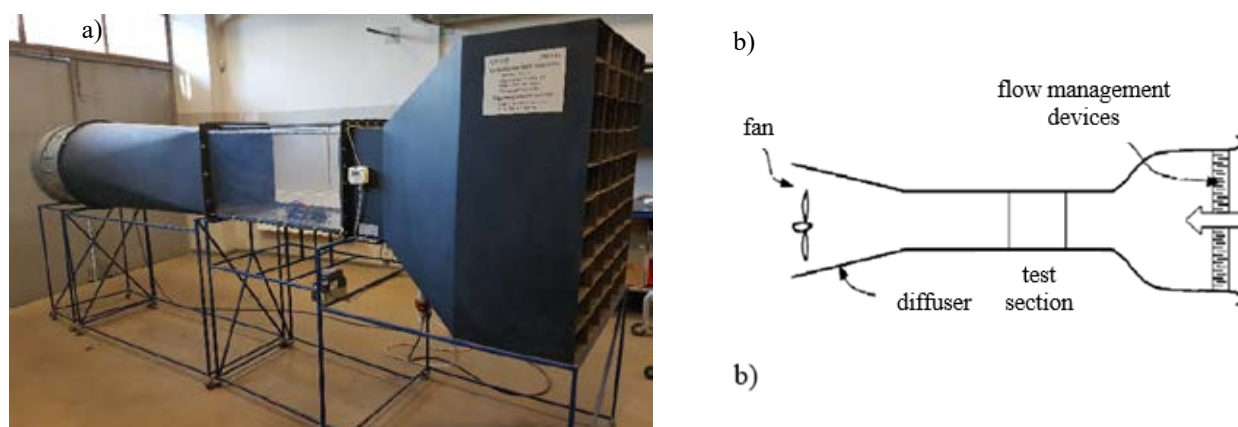 a)
b)
flow management
devices
fan
test
section
diffuser
b)